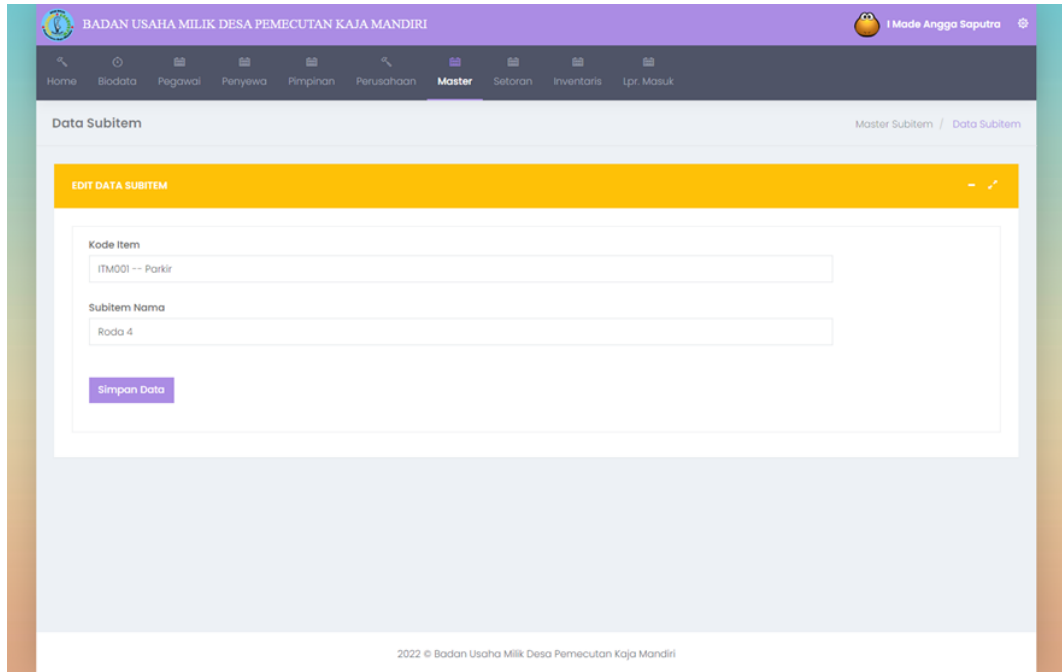 BADAN USAHA MILIK DESA PEMECUTAN KAJA MANDIRI I Made Angga Saputra
Home Biodata Pegawai Penyewa Pimpinan Perusahaan Master Setoran Inventaris Lpr. Masuk
Data Subitem Master Subitem / Data Subitem
EDIT DATA SUBITEM
Kode Item
ITM001 -- Parkir
Subitem Nama
Roda 4
Simpan Data
2022 © Badan Usaha Milik Desa Pemecutan Kaja Mandiri